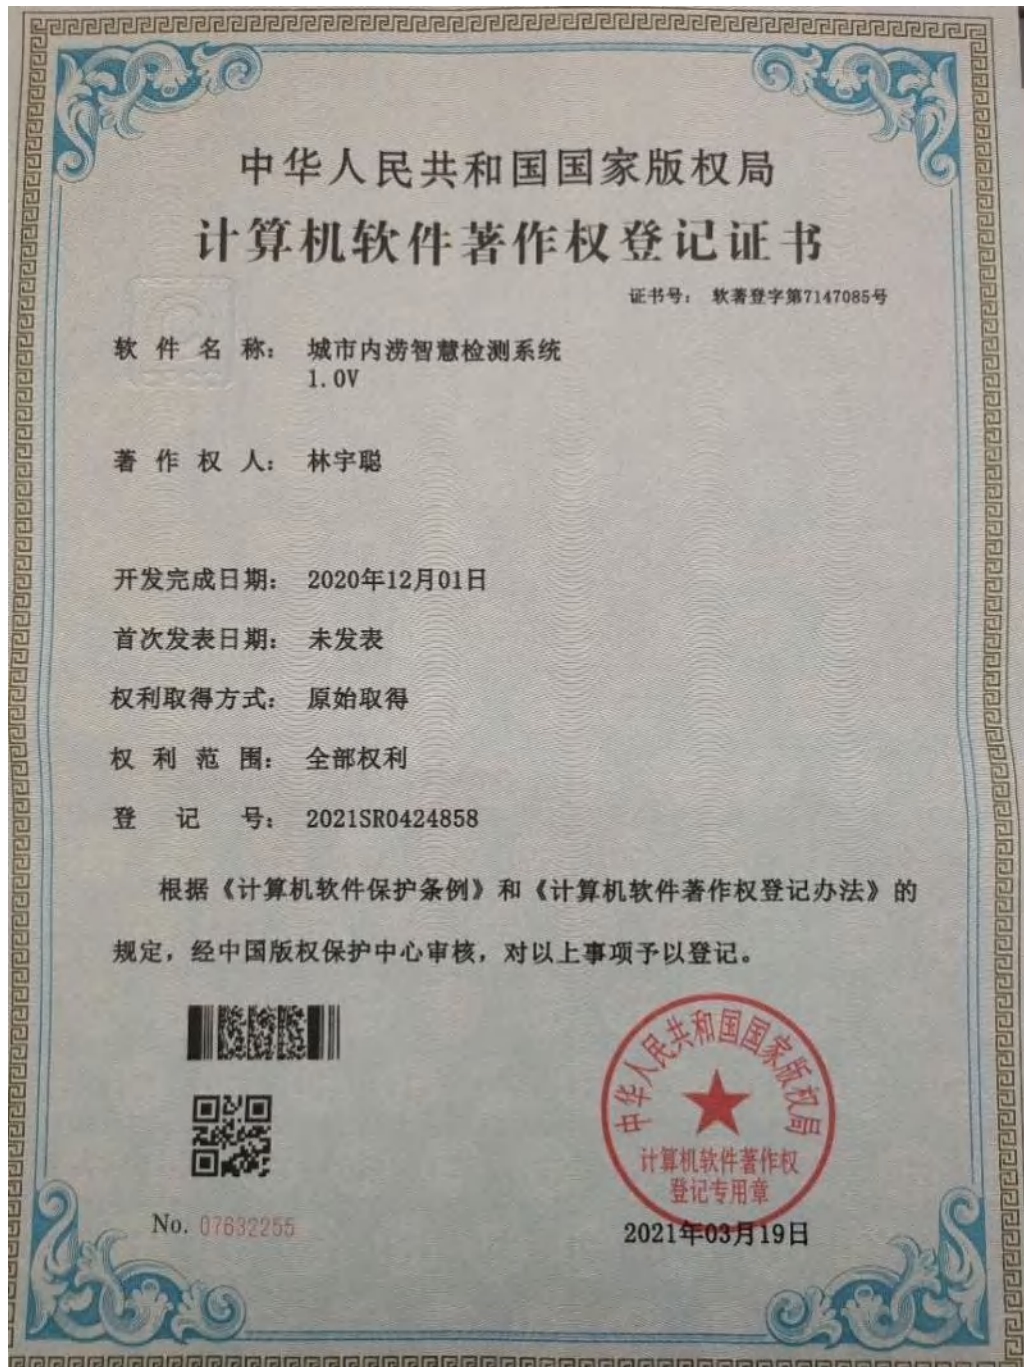 中华人民共和国国家版权局
计算机软件著作权登记证书
证书号： 软著登字第7147085号
软件名称： 城市内涝智慧检测系统
1.0V
著作权人： 林宇聪
开发完成日期： 2020年12月01日
首次发表日期： 未发表
权利取得方式： 原始取得
权利范围： 全部权利
登记号： 2021SR0424858
根据《计算机软件保护条例》和《计算机软件著作权登记办法》的
规定，经中国版权保护中心审核，对以上事项予以登记。
中华人民共和国国家版权局
计算机软件著作权
登记专用章
No. 07632255
2021年03月19日